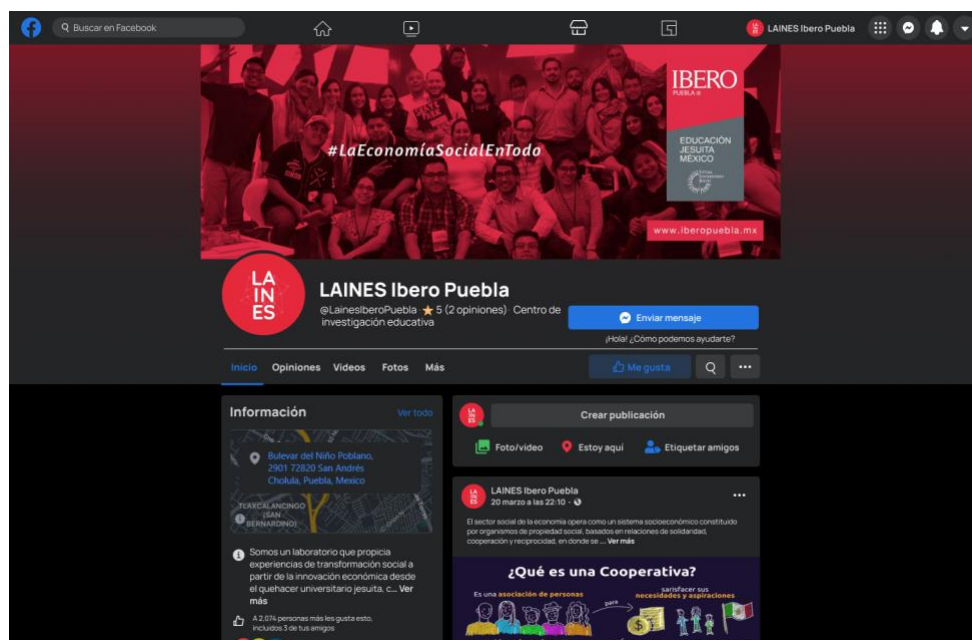 Buscar en Facebook
LAINES Ibero Puebla
IBERO
PUEBLA
EDUCACIÓN
JESUITA
MÉXICO
#LaEconomíaSocialEnTodo
www.iberopuebla.mx
LA
IN
ES
LAINES Ibero Puebla
@LainesIberoPuebla 5 (2 opiniones) · Centro de
investigación educativa
Enviar mensaje
¡Hola! ¿Cómo podemos ayudarte?
Inicio Opiniones Videos Fotos Más
Me gusta
Información Ver todo
Bulevar del Niño Poblano,
2901 72820 San Andrés
Cholula, Puebla, Mexico
TLAXCALANCINGO
(SAN
BERNARDINO)
Somos un laboratorio que propicia
experiencias de transformación social a
partir de la innovación económica desde
el quehacer universitario jesuita, c... Ver
más
A 2,074 personas más les gusta esto,
incluidos 3 de tus amigos
Crear publicación
Foto/video Estoy aquí Etiquetar amigos
LAINES Ibero Puebla
20 marzo a las 22:10 ·
El sector social de la economía opera como un sistema socioeconómico constituido
por organismos de propiedad social, basados en relaciones de solidaridad,
cooperación y reciprocidad, en donde se ... Ver más
¿Qué es una Cooperativa?
Es una asociación de personas
para
sarisfacer sus
necesidades y aspiraciones